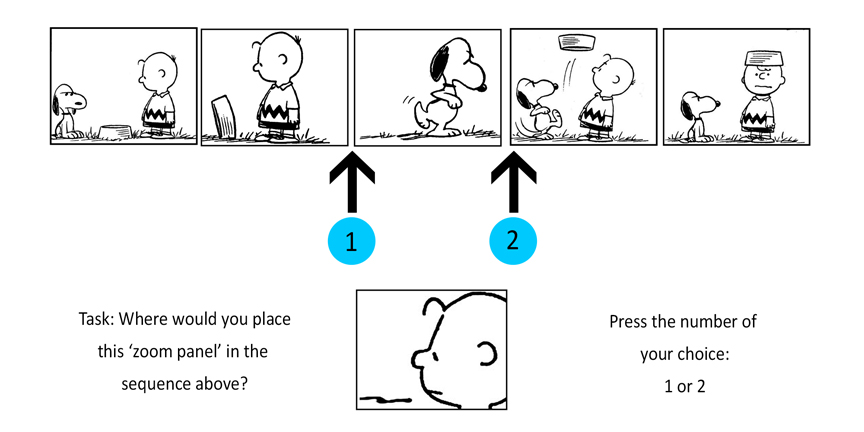 1
2
Task: Where would you place
this ‘zoom panel’ in the
sequence above?
Press the number of
your choice:
1 or 2